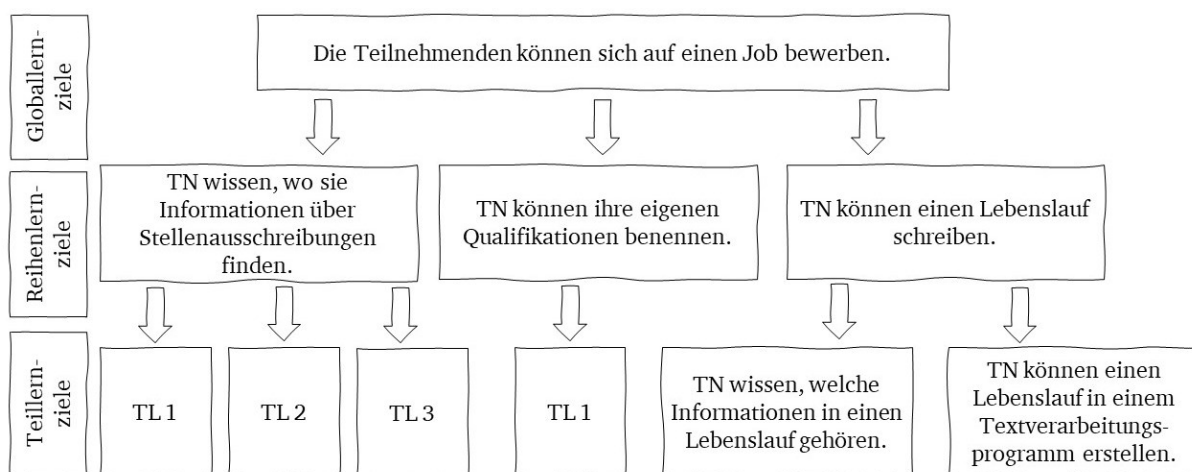 Globallern-
ziele
Die Teilnehmenden können sich auf einen Job bewerben.
Reihenlern-
ziele
TN wissen, wo sie
Informationen über
Stellenausschreibungen
finden.
TN können ihre eigenen
Qualifikationen benennen.
TN können einen Lebenslauf
schreiben.
Teillern-
ziele
TL 1
TL 2
TL 3
TL 1
TN wissen, welche
Informationen in einen
Lebenslauf gehören.
TN können einen
Lebenslauf in einem
Textverarbeitungs-
programm erstellen.